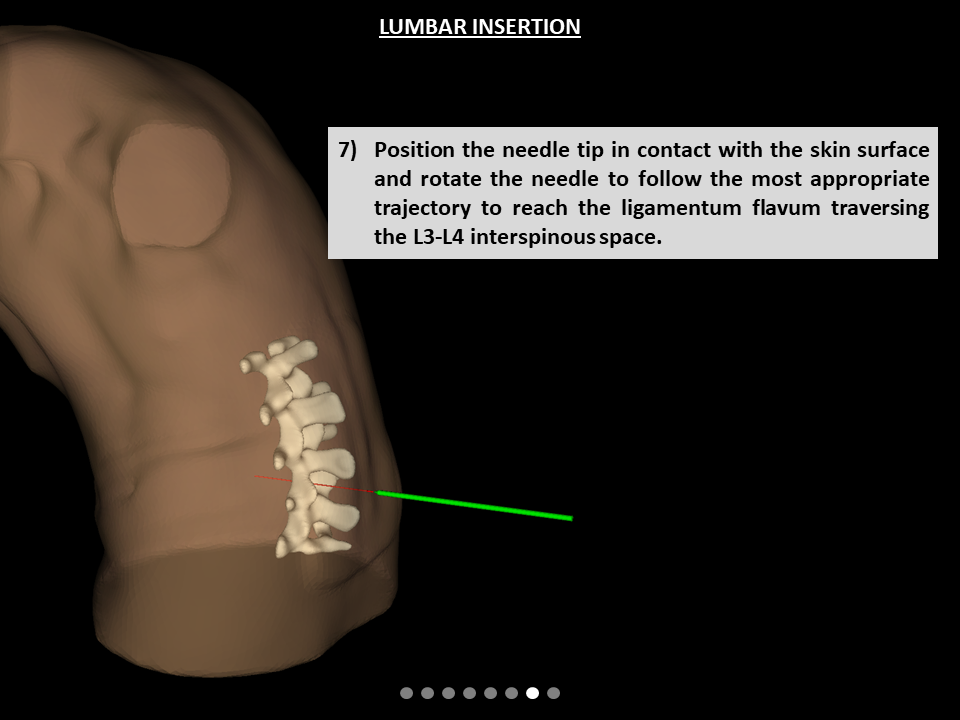 LUMBAR INSERTION
7) Position the needle tip in contact with the skin surface
and rotate the needle to follow the most appropriate
trajectory to reach the ligamentum flavum traversing
the L3-L4 interspinous space.